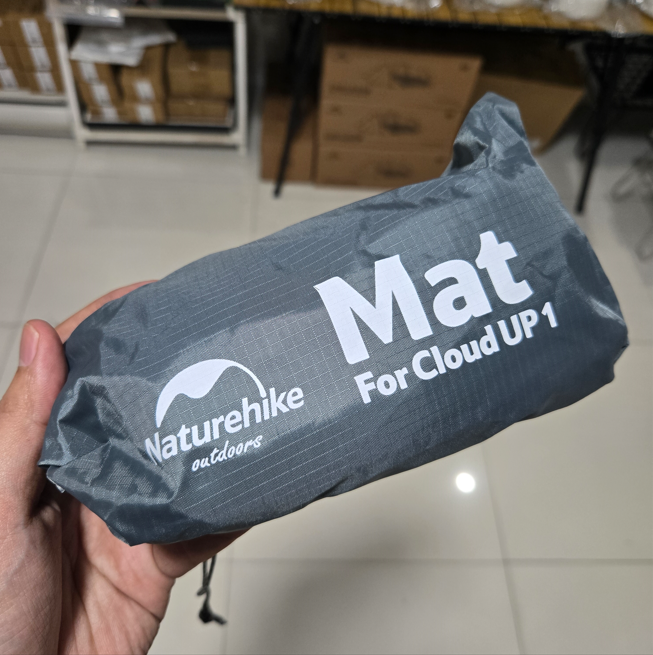 Mat
For Cloud UP 1
Naturehike
outdoors